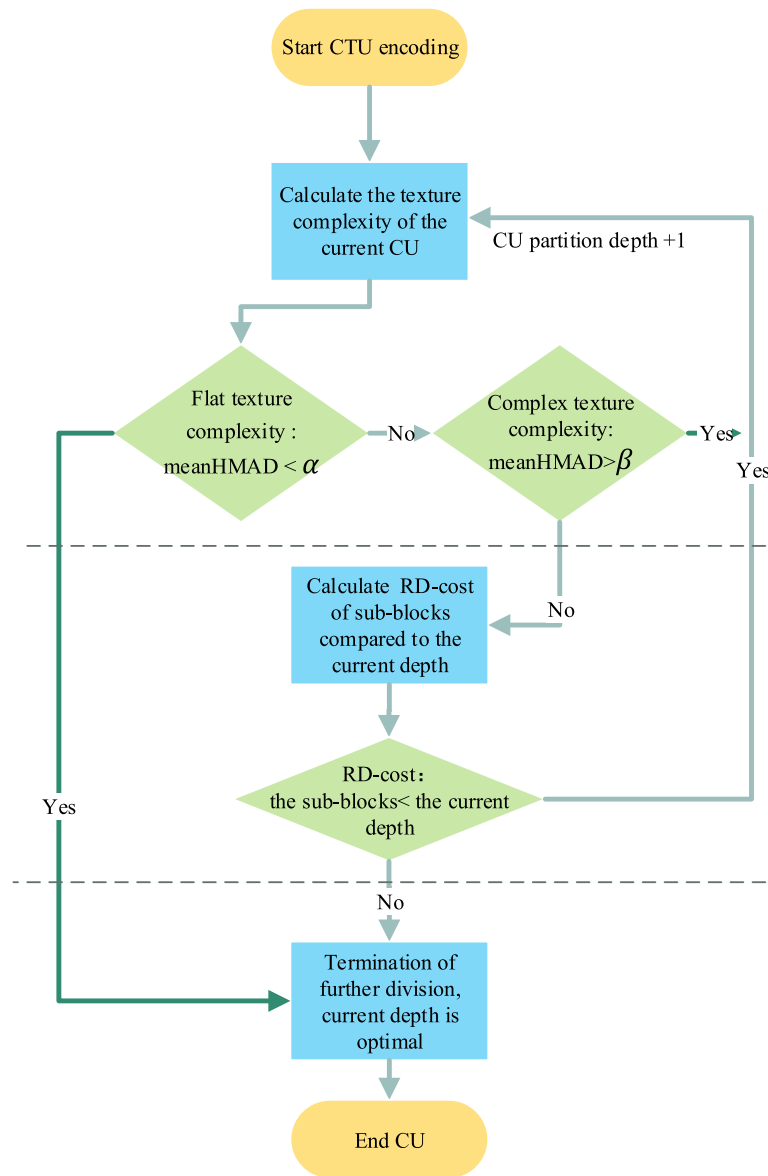 Start CTU encoding
Calculate the texture
complexity of the
current CU
CU partition depth +1
Flat texture
complexity :
meanHMAD < α
No
Complex texture
complexity:
meanHMAD>β
Yes
Yes
Calculate RD-cost
of sub-blocks
compared to the
current depth
No
RD-cost：
the sub-blocks< the current
depth
Yes
No
Termination of
further division,
current depth is
optimal
End CU